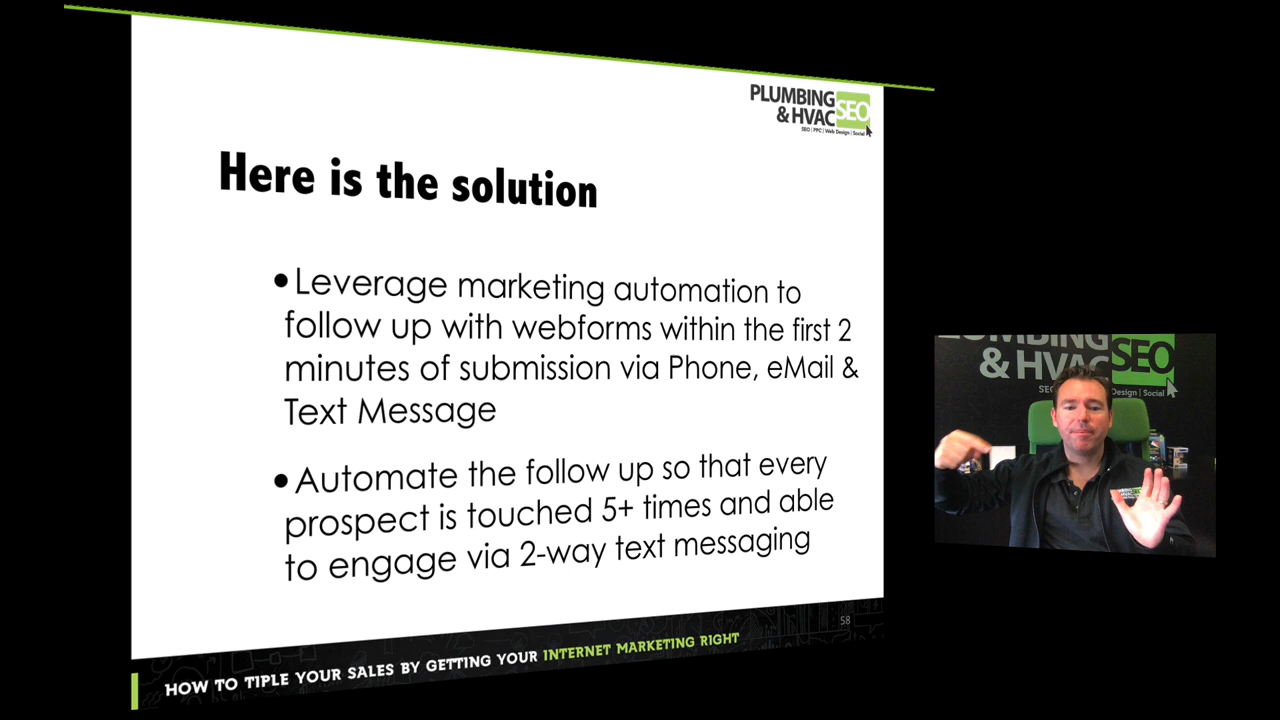 PLUMBING
& HVAC SEO
SEO | PPC | Web Design | Social
Here is the solution
•Leverage marketing automation to
follow up with webforms within the first 2
minutes of submission via Phone, eMail &
Text Message
•Automate the follow up so that every
prospect is touched 5+ times and able
to engage via 2-way text messaging
58
HOW TO TIPLE YOUR SALES BY GETTING YOUR INTERNET MARKETING RIGHT
PLUMBING
& HVAC SEO
Design | Social